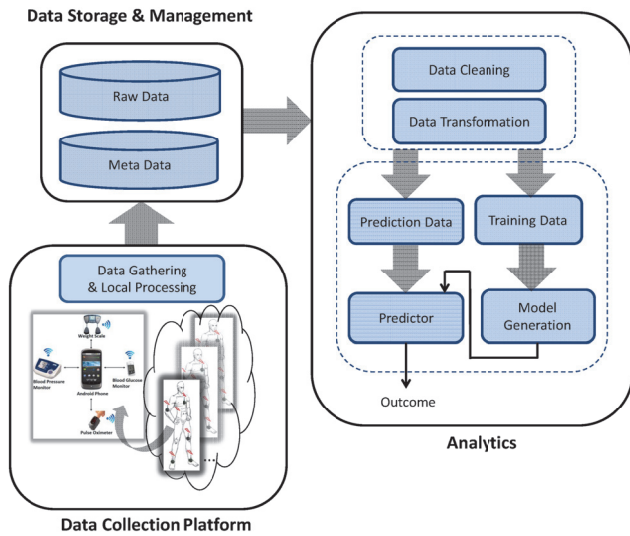 Data Storage & Management
Raw Data
Meta Data
Data Cleaning
Data Transformation
Prediction Data
Training Data
Predictor
Model
Generation
Outcome
Analytics
Data Gathering
& Local Processing
Weight Scale
Blood Pressure
Monitor
Blood Glucose
Monitor
Android Phone
Pulse Oximeter
...
Data Collection Platform